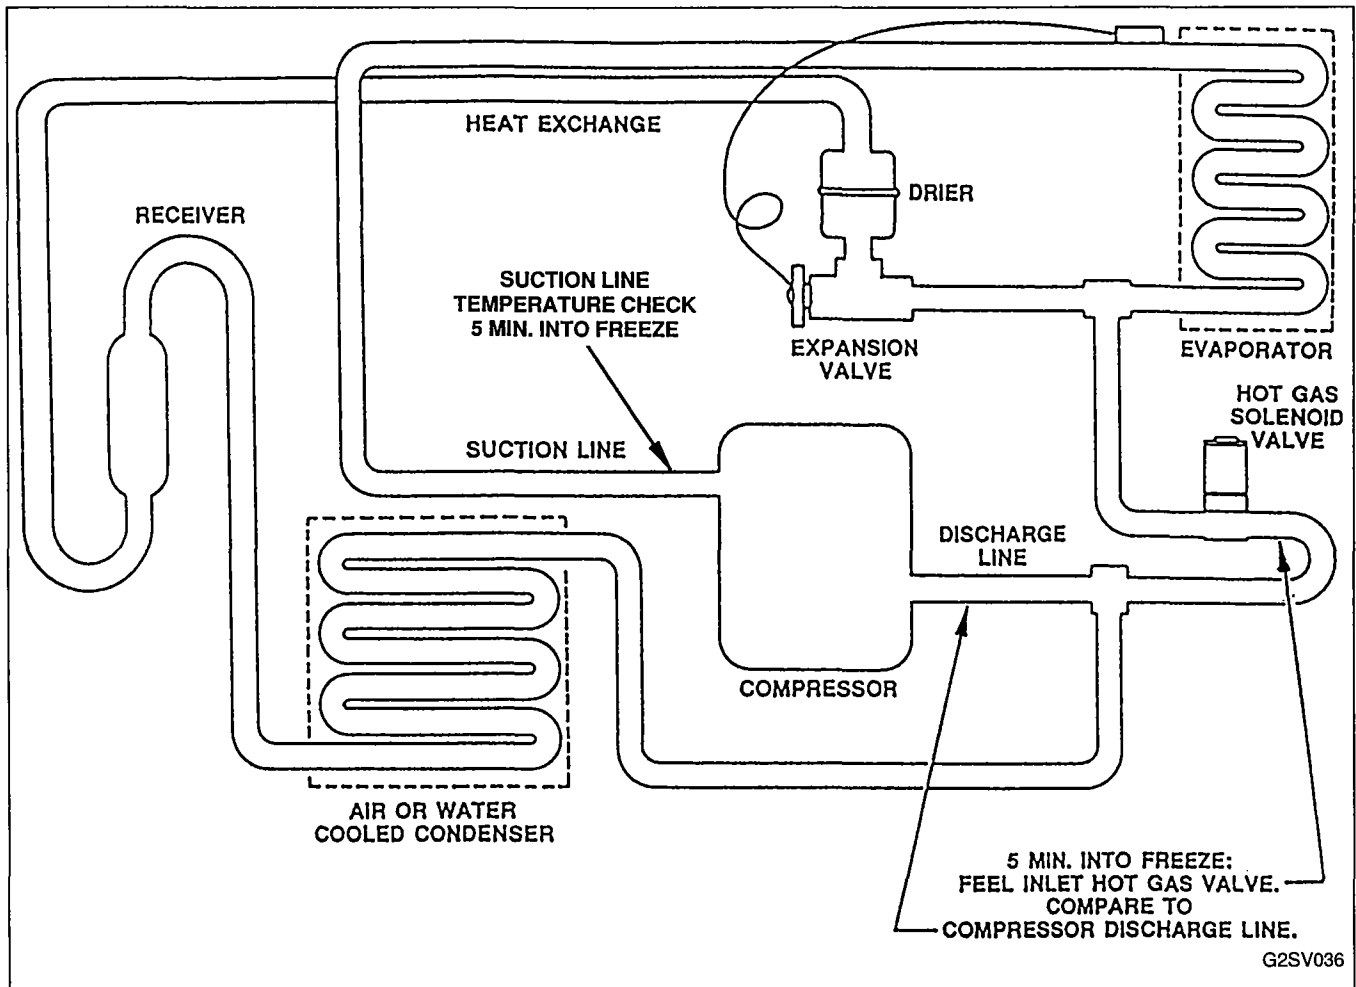 HEAT EXCHANGE
DRIER
RECEIVER
SUCTION LINE
TEMPERATURE CHECK
5 MIN. INTO FREEZE
EXPANSION
VALVE
EVAPORATOR
HOT GAS
SOLENOID
VALVE
SUCTION LINE
DISCHARGE
LINE
COMPRESSOR
AIR OR WATER
COOLED CONDENSER
5 MIN. INTO FREEZE:
FEEL INLET HOT GAS VALVE.
COMPARE TO
COMPRESSOR DISCHARGE LINE.
G2SV036